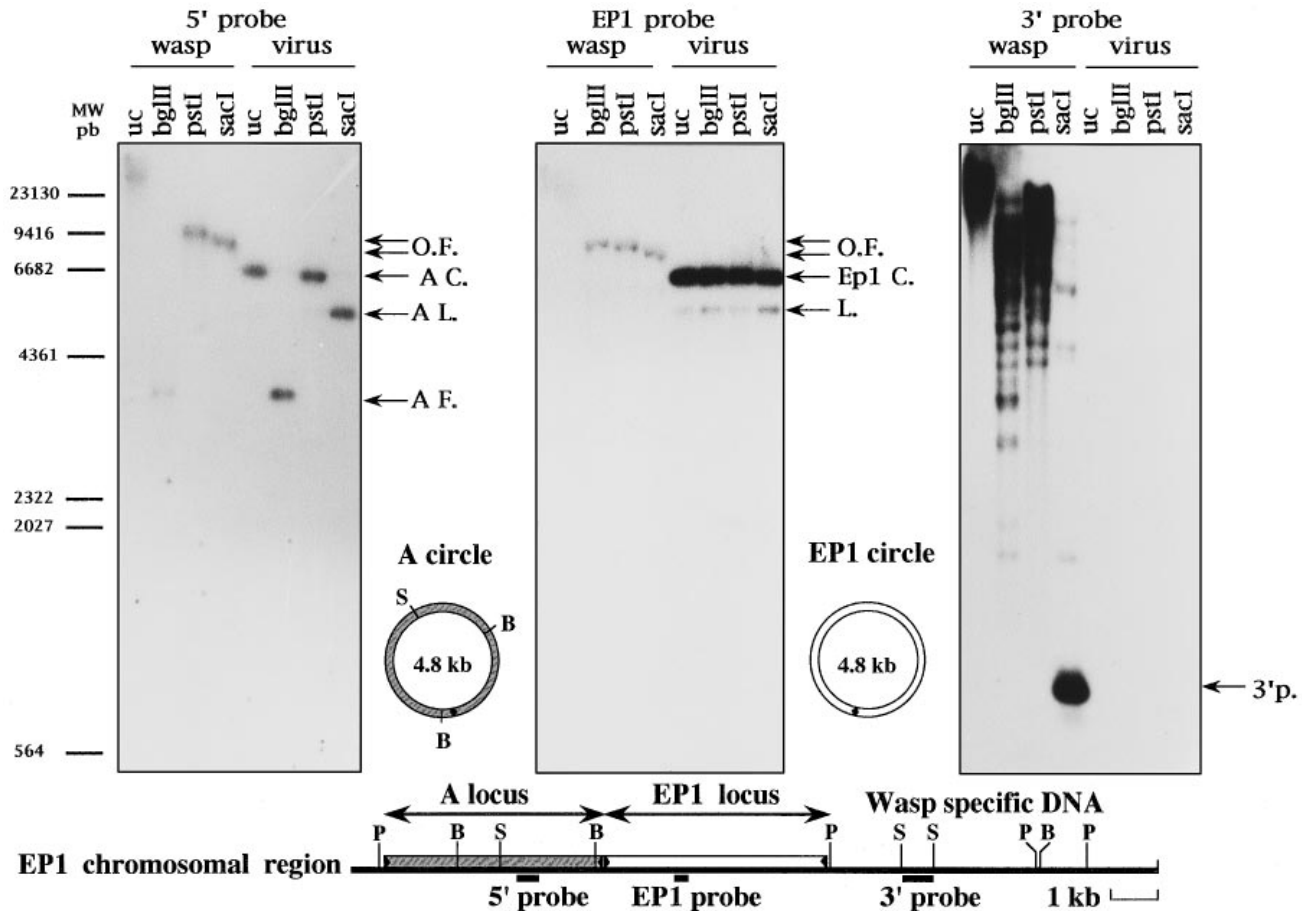 5' probe
wasp virus
MW
pb
uc bglII pstI sacI uc bglII pstI sacI
23130
9416
6682
4361
2322
2027
564
O.F.
A C.
A L.
A F.
EP1 probe
wasp virus
uc bglII pstI sacI uc bglII pstI sacI
O.F.
Ep1 C.
L.
3' probe
wasp virus
uc bglII pstI sacI uc bglII pstI sacI
3'p.
A circle
S
B
4.8 kb
B
EP1 circle
4.8 kb
A locus EP1 locus Wasp specific DNA
P B S B P S S P B P
EP1 chromosomal region
5' probe EP1 probe 3' probe 1 kb